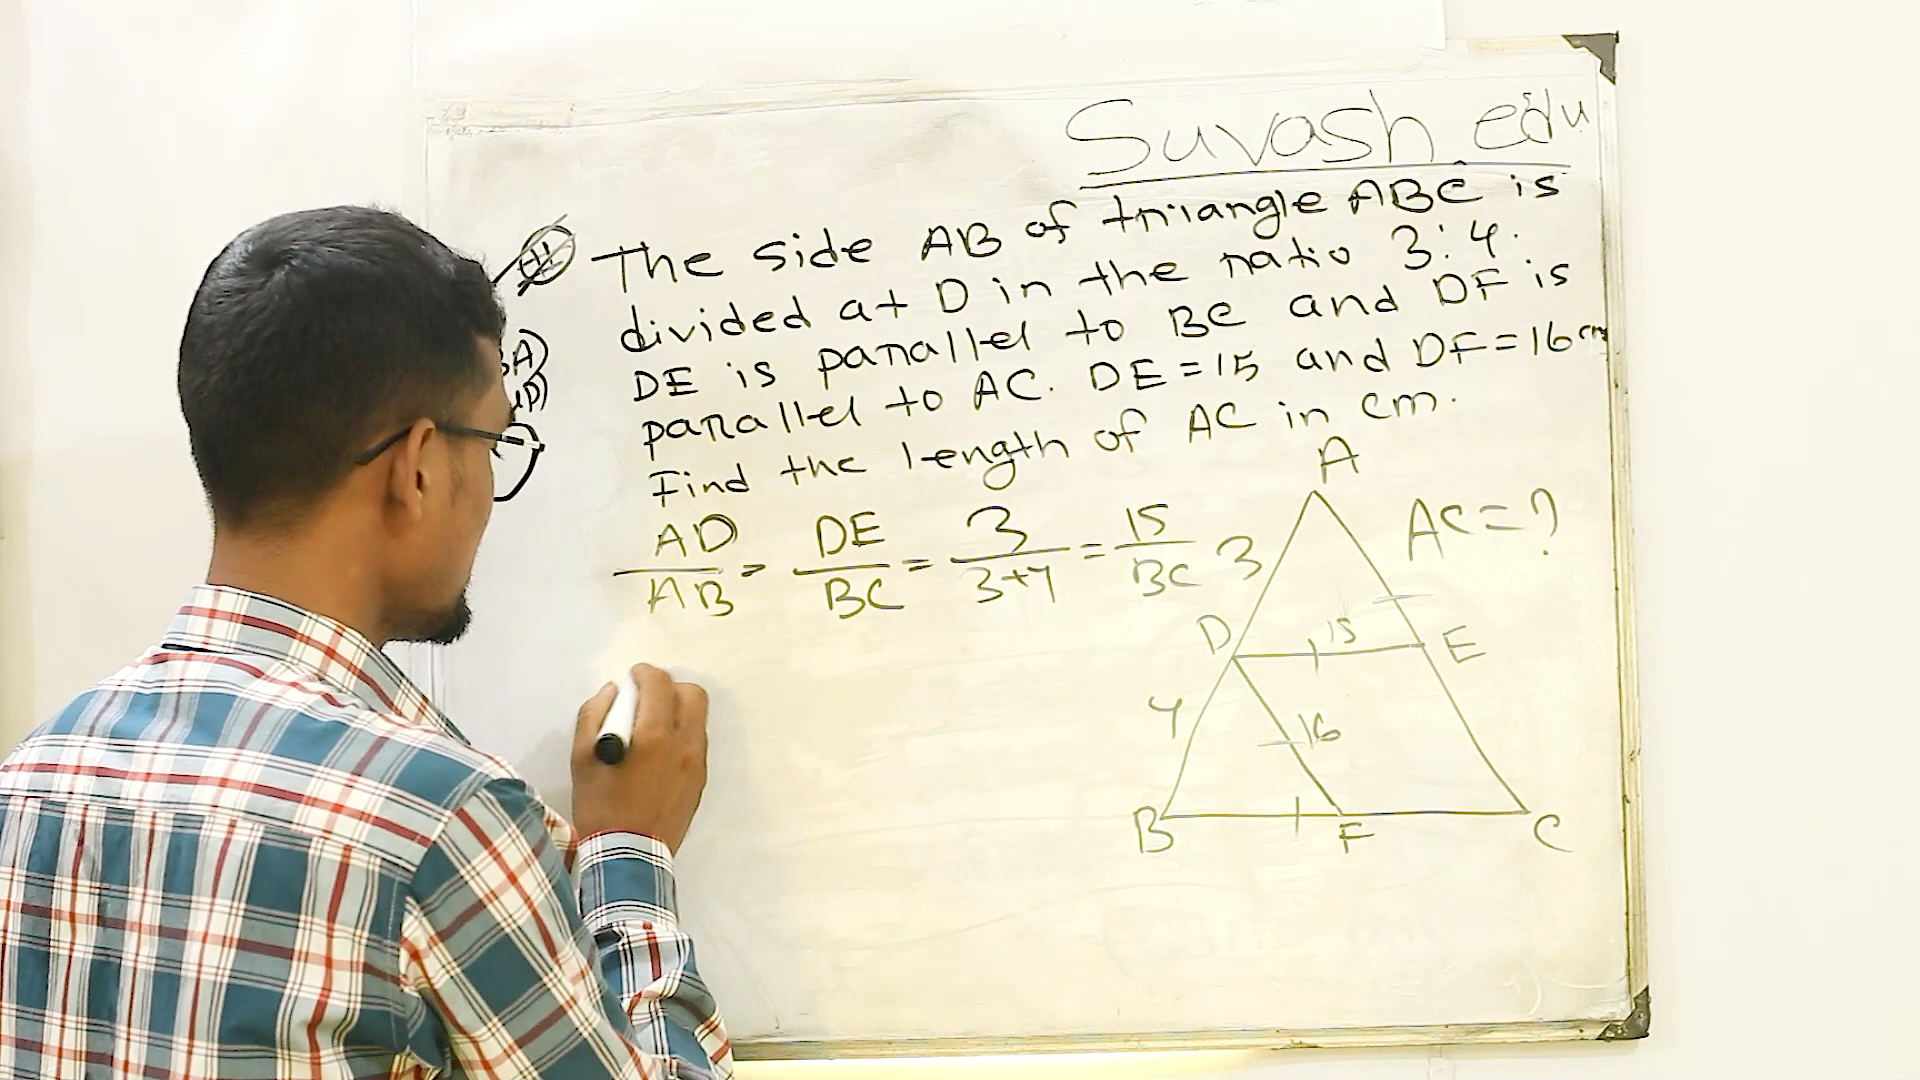 Suvash edu
# The side AB of triangle ABC is
divided at D in the ratio 3:4.
DE is parallel to BC and DF is
parallel to AC. DE=15 and DF=16cm
Find the length of AC in cm.
AD/AB = DE/BC = 3/3+4 = 15/BC
A
AC=?
3
D 15 E
4
16
B F C